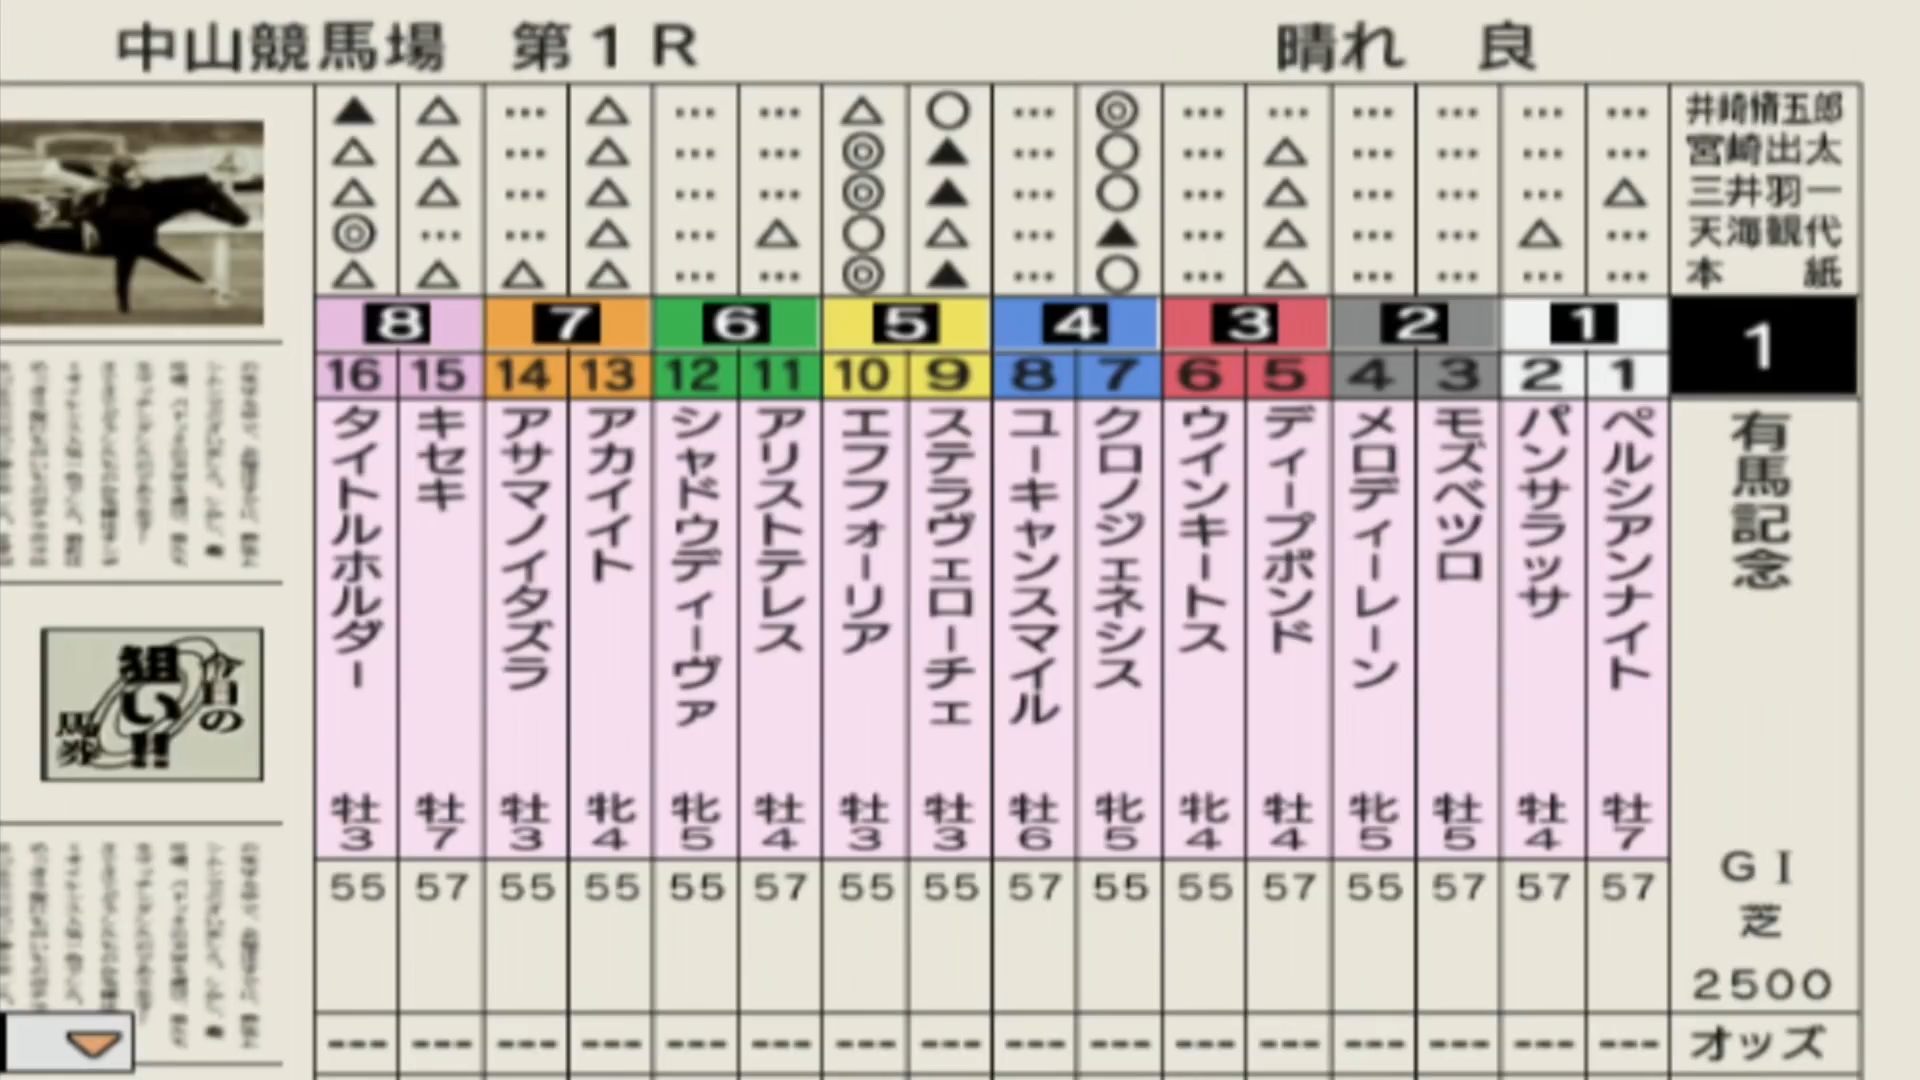 中山競馬場　第１Ｒ
晴れ　良
井崎脩五郎 … … … … … … ◎ … ○ △ … … △ … △ ▲
宮崎出太 … … … … △ … ○ … ▲ ◎ … … △ … △ △
三井羽一 △ … … … △ … ○ … ▲ ◎ … … △ … △ △
天海観代 … △ … … △ … ▲ … △ ○ △ … △ … … ◎
本紙 … … … … △ … ○ … ▲ ◎ … … △ △ △ △
1
有馬記念
GⅠ
芝
2500
オッズ
1
1 ペルシアンナイト 牡7 57 ---
2 パンサラッサ 牡4 57 ---
2
3 モズベッロ 牡5 57 ---
4 メロディーレーン 牝5 55 ---
3
5 ディープボンド 牡4 57 ---
6 ウインキートス 牝4 55 ---
4
7 クロノジェネシス 牝5 55 ---
8 ユーキャンスマイル 牡6 57 ---
5
9 ステラヴェローチェ 牡3 55 ---
10 エフフォーリア 牡3 55 ---
6
11 アリストテレス 牡4 57 ---
12 シャドウディーヴァ 牝5 55 ---
7
13 アカイイト 牝4 55 ---
14 アサマノイタズラ 牡3 55 ---
8
15 キセキ 牡7 57 ---
16 タイトルホルダー 牡3 55 ---
今日の
狙い!!
馬券